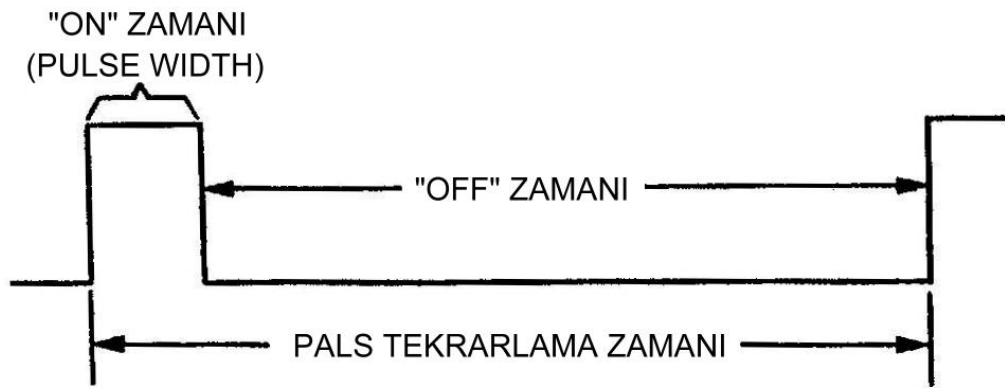 "ON" ZAMANI
(PULSE WIDTH)
"OFF" ZAMANI
PALS TEKRARLAMA ZAMANI